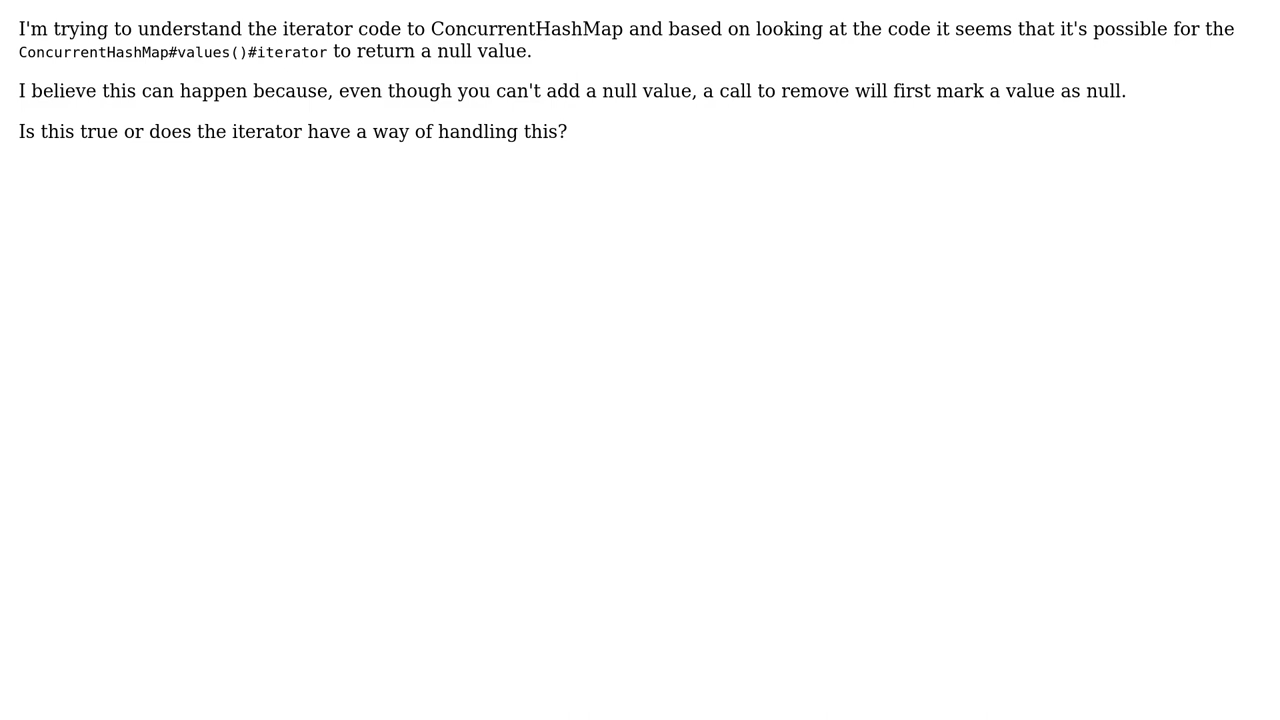 I'm trying to understand the iterator code to ConcurrentHashMap and based on looking at the code it seems that it's possible for the
ConcurrentHashMap#values()#iterator to return a null value.
I believe this can happen because, even though you can't add a null value, a call to remove will first mark a value as null.
Is this true or does the iterator have a way of handling this?